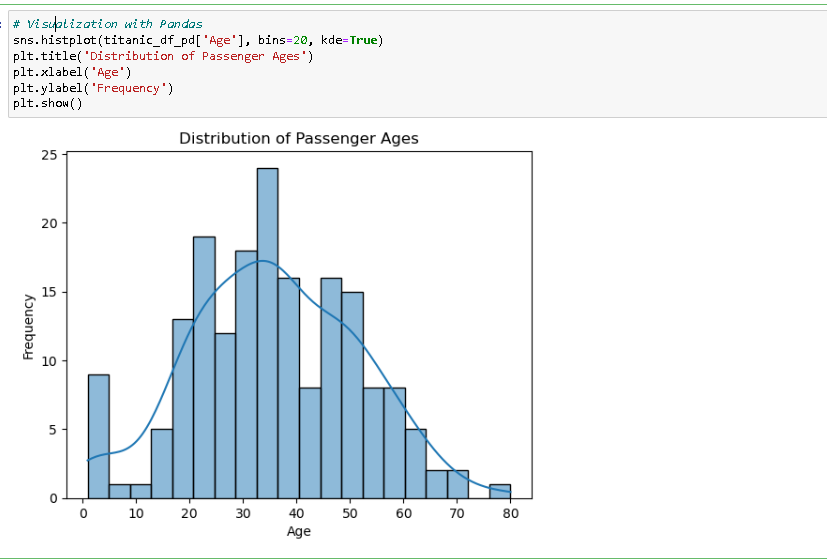 # Visualization with Pandas
sns.histplot(titanic_df_pd['Age'], bins=20, kde=True)
plt.title('Distribution of Passenger Ages')
plt.xlabel('Age')
plt.ylabel('Frequency')
plt.show()
Distribution of Passenger Ages
25
20
15
10
5
0
Frequency
0 10 20 30 40 50 60 70 80
Age